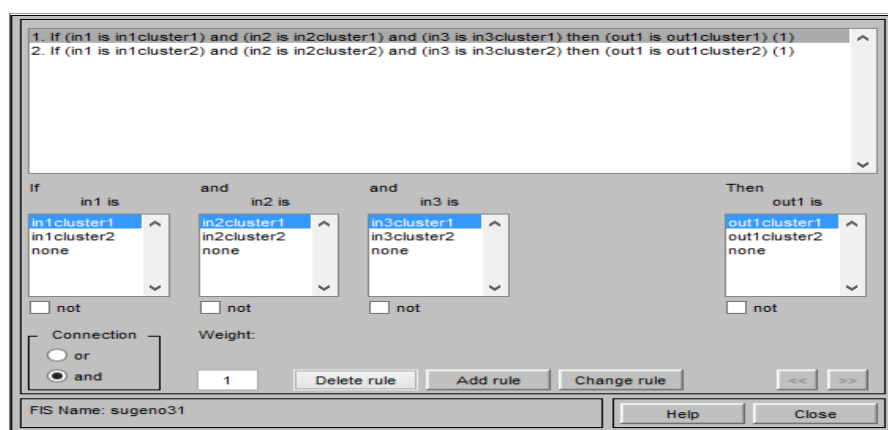 1. If (in1 is in1cluster1) and (in2 is in2cluster1) and (in3 is in3cluster1) then (out1 is out1cluster1) (1)
2. If (in1 is in1cluster2) and (in2 is in2cluster2) and (in3 is in3cluster2) then (out1 is out1cluster2) (1)
If and and Then
in1 is in2 is in3 is out1 is
in1cluster1 in2cluster1 in3cluster1 out1cluster1
in1cluster2 in2cluster2 in3cluster2 out1cluster2
none none none none
not not not not
Connection Weight:
or
and 1 Delete rule Add rule Change rule << >>
FIS Name: sugeno31 Help Close